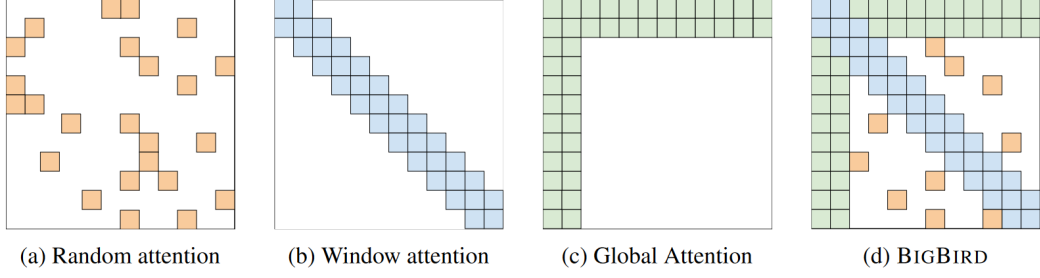 (a) Random attention
(b) Window attention
(c) Global Attention
(d) BIGBIRD